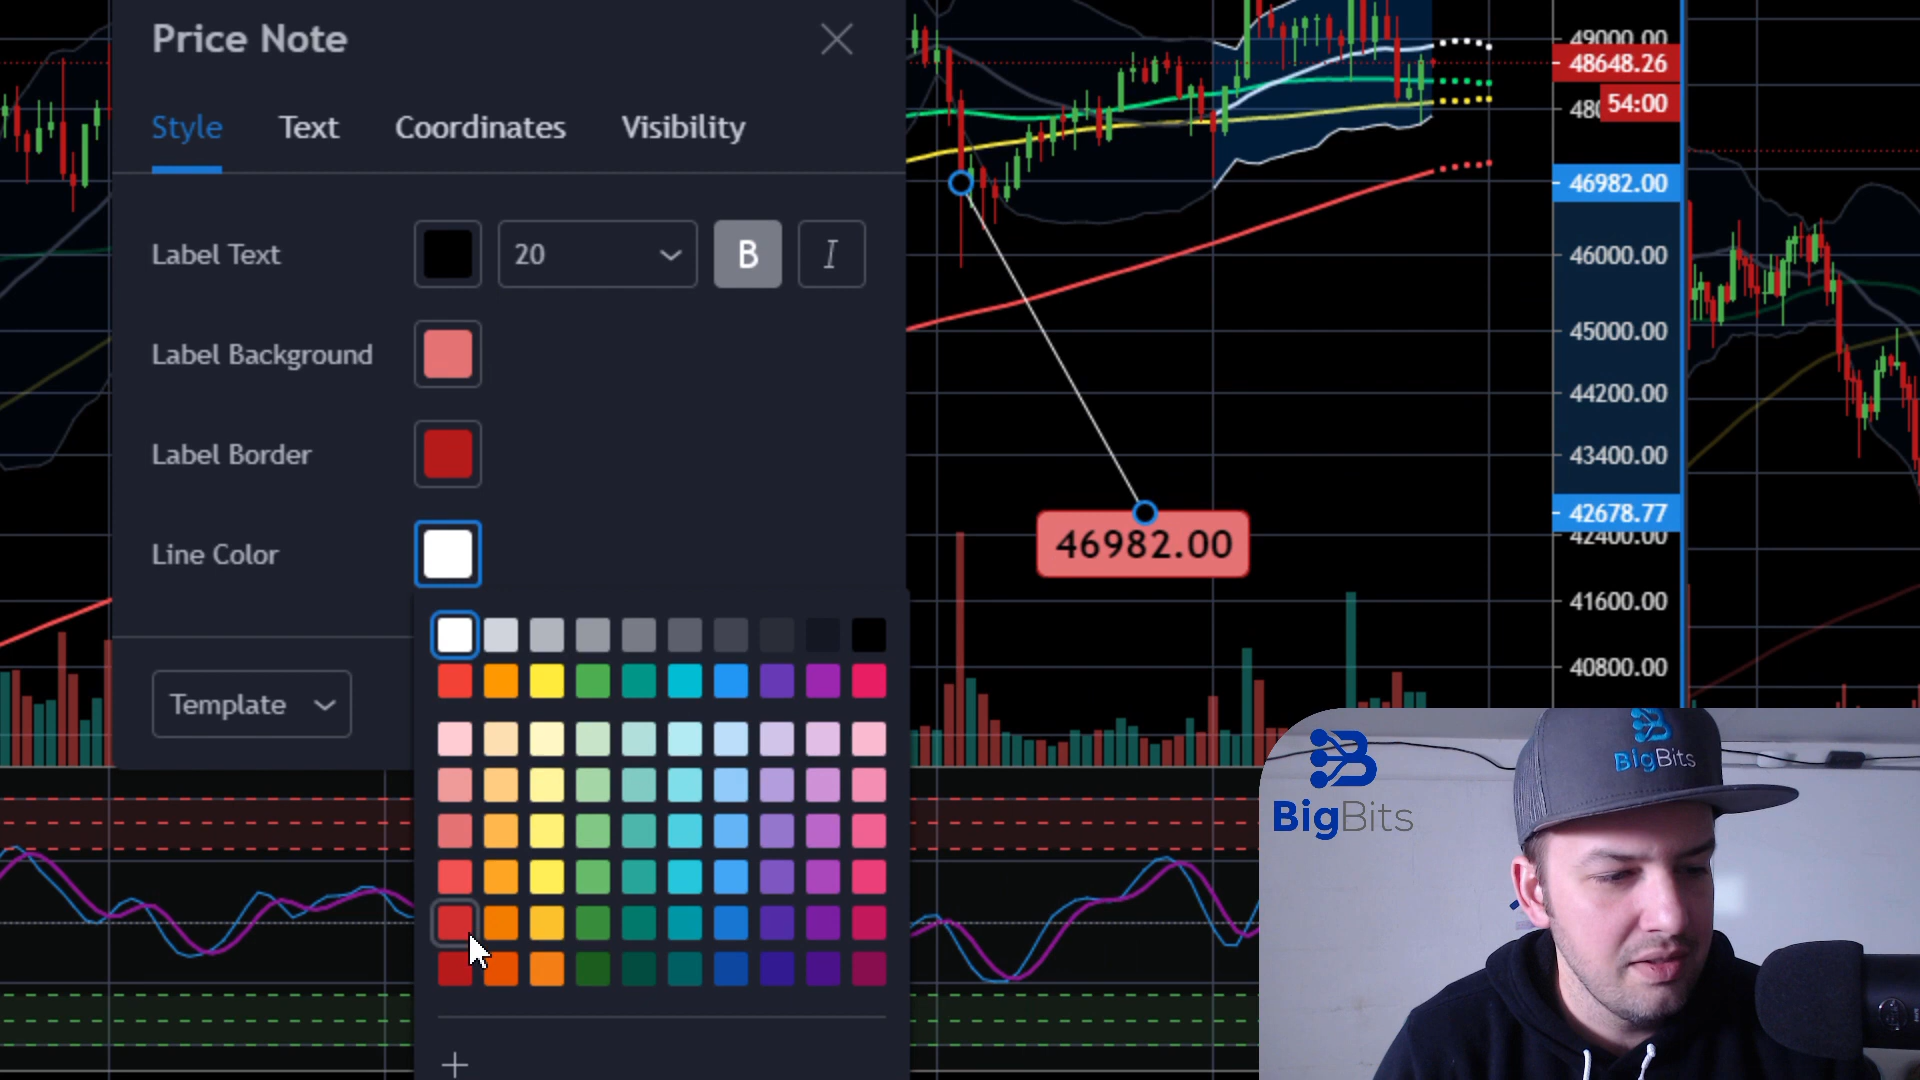 Price Note
Style
Text
Coordinates
Visibility
Label Text
20
B
I
Label Background
Label Border
Line Color
Template
46982.00
49000.00
48648.26
54:00
46982.00
46000.00
45000.00
44200.00
43400.00
42678.77
42400.00
41600.00
40800.00
BigBits
BigBits